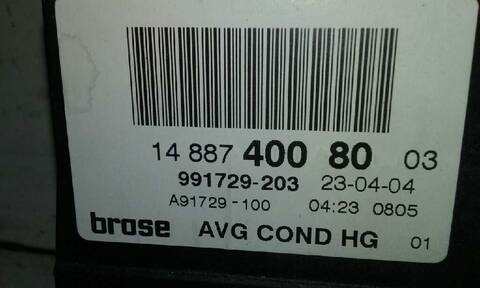 14 887 400 80 03
991729-203 23-04-04
A91729-100 04:23 0805
brose AVG COND HG 01